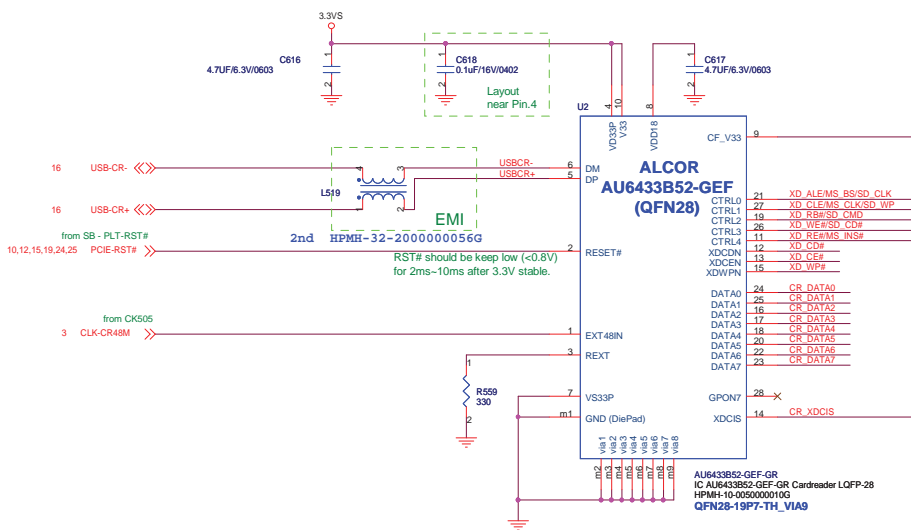 3.3VS
C616
4.7UF/6.3V/0603
1
2
C618
0.1uF/16V/0402
1
2
Layout
near Pin.4
C617
4.7UF/6.3V/0603
1
2
U2
4
10
8
VD33P
V33
VDD18
CF_V33
9
ALCOR
AU6433B52-GEF
(QFN28)
16
USB-CR-
4
3
USBCR-
6
DM
USBCR+
5
DP
L519
16
USB-CR+
1
2
EMI
2nd HPMH-32-2000000056G
from SB - PLT-RST#
10,12,15,19,24,25
PCIE-RST#
2
RESET#
RST# should be keep low (<0.8V)
for 2ms~10ms after 3.3V stable.
from CK505
3
CLK-CR48M
1
EXT48IN
3
REXT
1
R559
330
2
7
VS33P
m1
GND (DiePad)
CTRL0
21
XD_ALE/MS_BS/SD_CLK
CTRL1
27
XD_CLE/MS_CLK/SD_WP
CTRL2
19
XD_RB#/SD_CMD
CTRL3
26
XD_WE#/SD_CD#
CTRL4
11
XD_RE#/MS_INS#
XDCDN
12
XD_CD#
XDCEN
13
XD_CE#
XDWPN
15
XD_WP#
DATA0
24
CR_DATA0
DATA1
25
CR_DATA1
DATA2
16
CR_DATA2
DATA3
17
CR_DATA3
DATA4
18
CR_DATA4
DATA5
20
CR_DATA5
DATA6
22
CR_DATA6
DATA7
23
CR_DATA7
GPON7
28
XDCIS
14
CR_XDCIS
via1
via2
via3
via4
via5
via6
via7
via8
m2
m3
m4
m5
m6
m7
m8
m9
AU6433B52-GEF-GR
IC AU6433B52-GEF-GR Cardreader LQFP-28
HPMH-10-0050000010G
QFN28-19P7-TH_VIA9